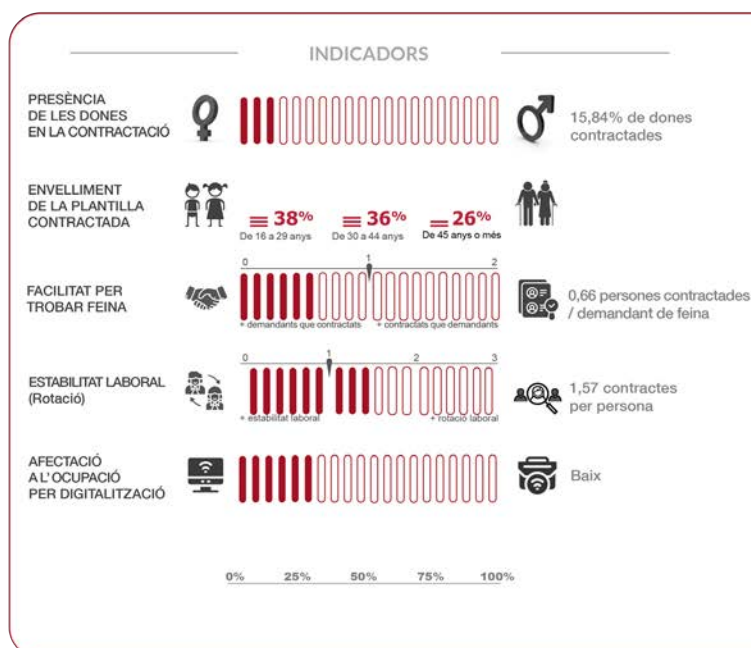 INDICADORS
PRESÈNCIA
DE LES DONES
EN LA CONTRACTACIÓ
15,84% de dones
contractades
ENVELLIMENT
DE LA PLANTILLA
CONTRACTADA
38%
De 16 a 29 anys
36%
De 30 a 44 anys
26%
De 45 anys o més
FACILITAT PER
TROBAR FEINA
0 1 2
+ demandants que contractats
+ contractats que demandants
0,66 persones contractades
/ demandant de feina
ESTABILITAT LABORAL
(Rotació)
0 1 2 3
+ estabilitat laboral
+ rotació laboral
1,57 contractes
per persona
AFECTACIÓ
A L'OCUPACIÓ
PER DIGITALITZACIÓ
Baix
0% 25% 50% 75% 100%